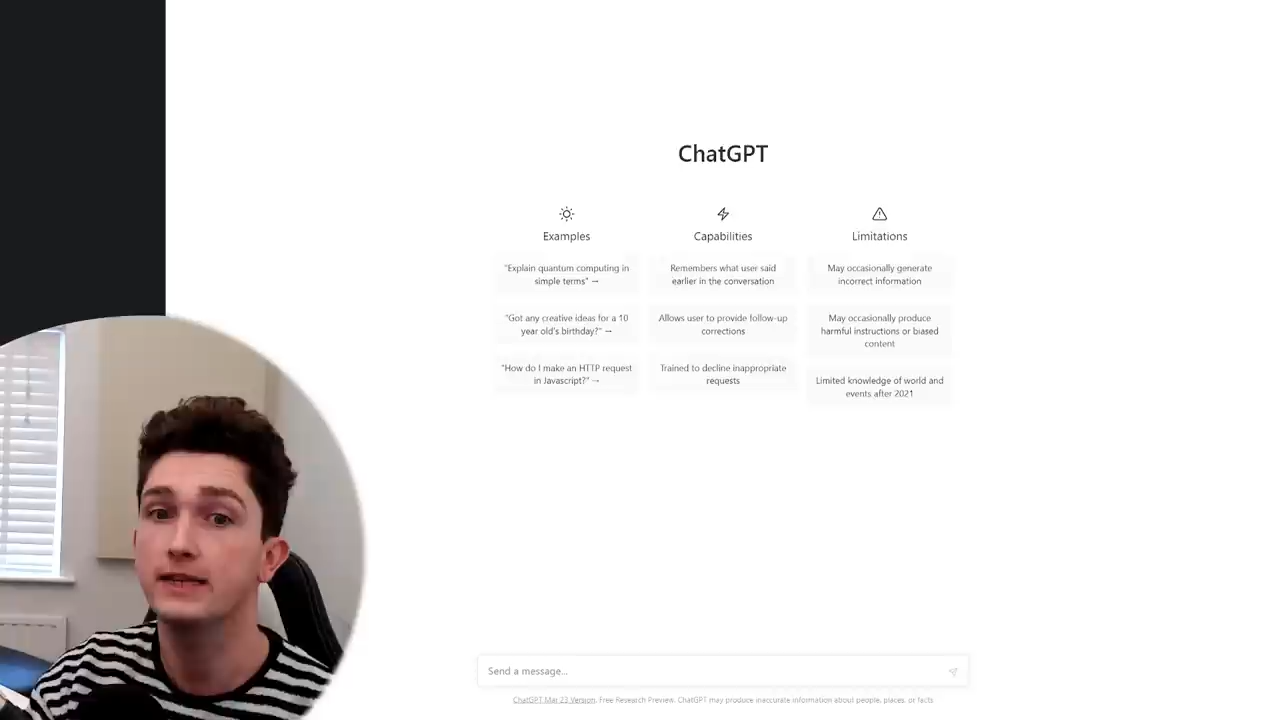 ChatGPT
Examples
Capabilities
Limitations
"Explain quantum computing in
simple terms" →
Remembers what user said
earlier in the conversation
May occasionally generate
incorrect information
"Got any creative ideas for a 10
year old's birthday?" →
Allows user to provide follow-up
corrections
May occasionally produce
harmful instructions or biased
content
"How do I make an HTTP request
in Javascript?" →
Trained to decline inappropriate
requests
Limited knowledge of world and
events after 2021
Send a message...
ChatGPT Mar 23 Version. Free Research Preview. ChatGPT may produce inaccurate information about people, places, or facts